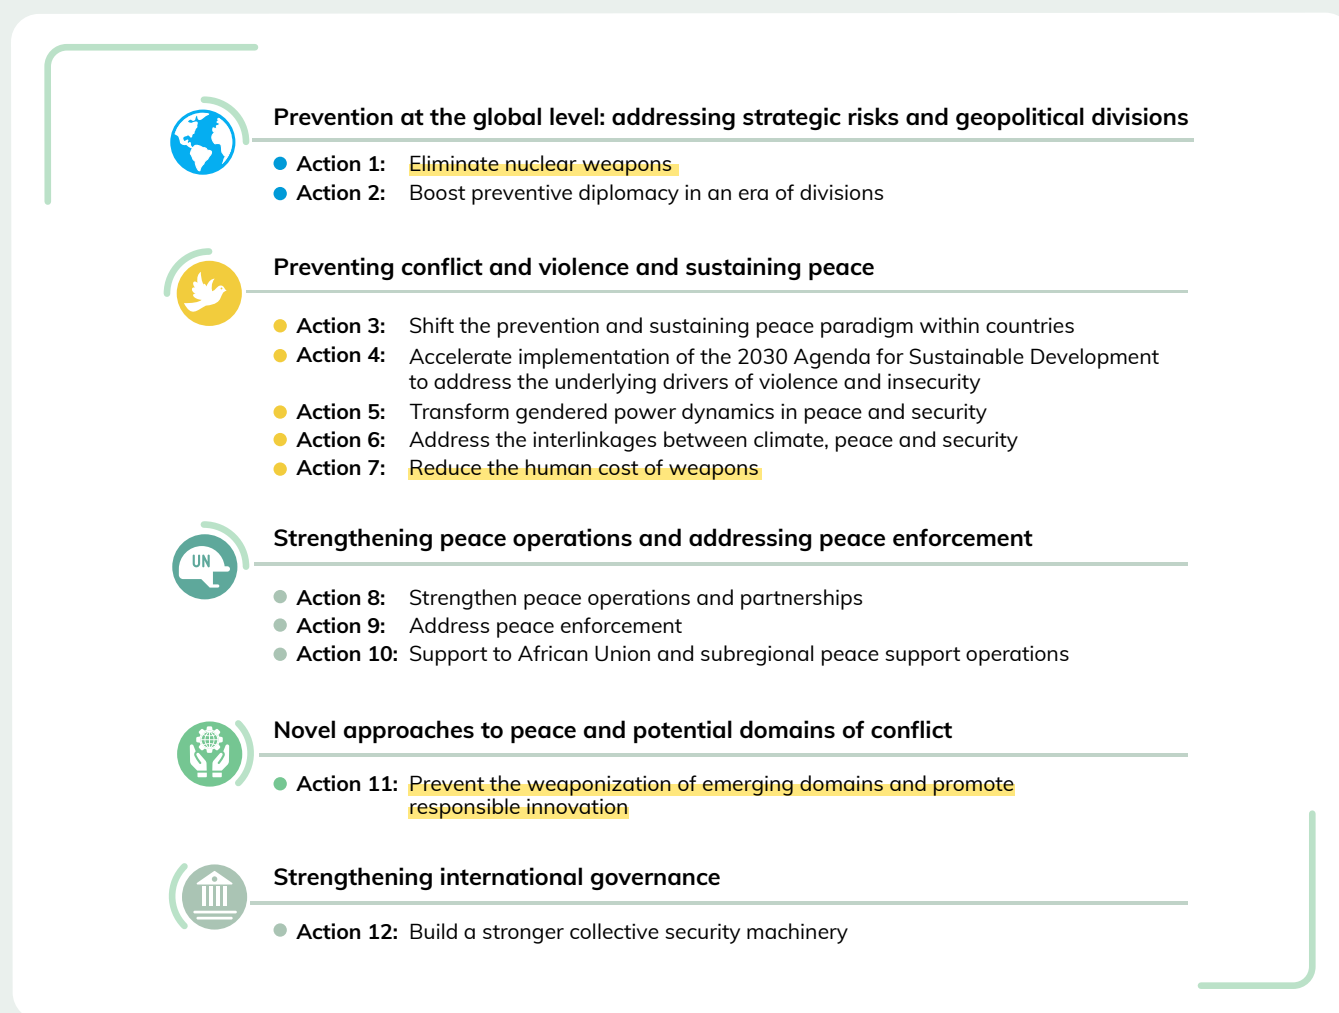 Prevention at the global level: addressing strategic risks and geopolitical divisions
Action 1: Eliminate nuclear weapons
Action 2: Boost preventive diplomacy in an era of divisions
Preventing conflict and violence and sustaining peace
Action 3: Shift the prevention and sustaining peace paradigm within countries
Action 4: Accelerate implementation of the 2030 Agenda for Sustainable Development
to address the underlying drivers of violence and insecurity
Action 5: Transform gendered power dynamics in peace and security
Action 6: Address the interlinkages between climate, peace and security
Action 7: Reduce the human cost of weapons
Strengthening peace operations and addressing peace enforcement
UN
Action 8: Strengthen peace operations and partnerships
Action 9: Address peace enforcement
Action 10: Support to African Union and subregional peace support operations
Novel approaches to peace and potential domains of conflict
Action 11: Prevent the weaponization of emerging domains and promote
responsible innovation
Strengthening international governance
Action 12: Build a stronger collective security machinery